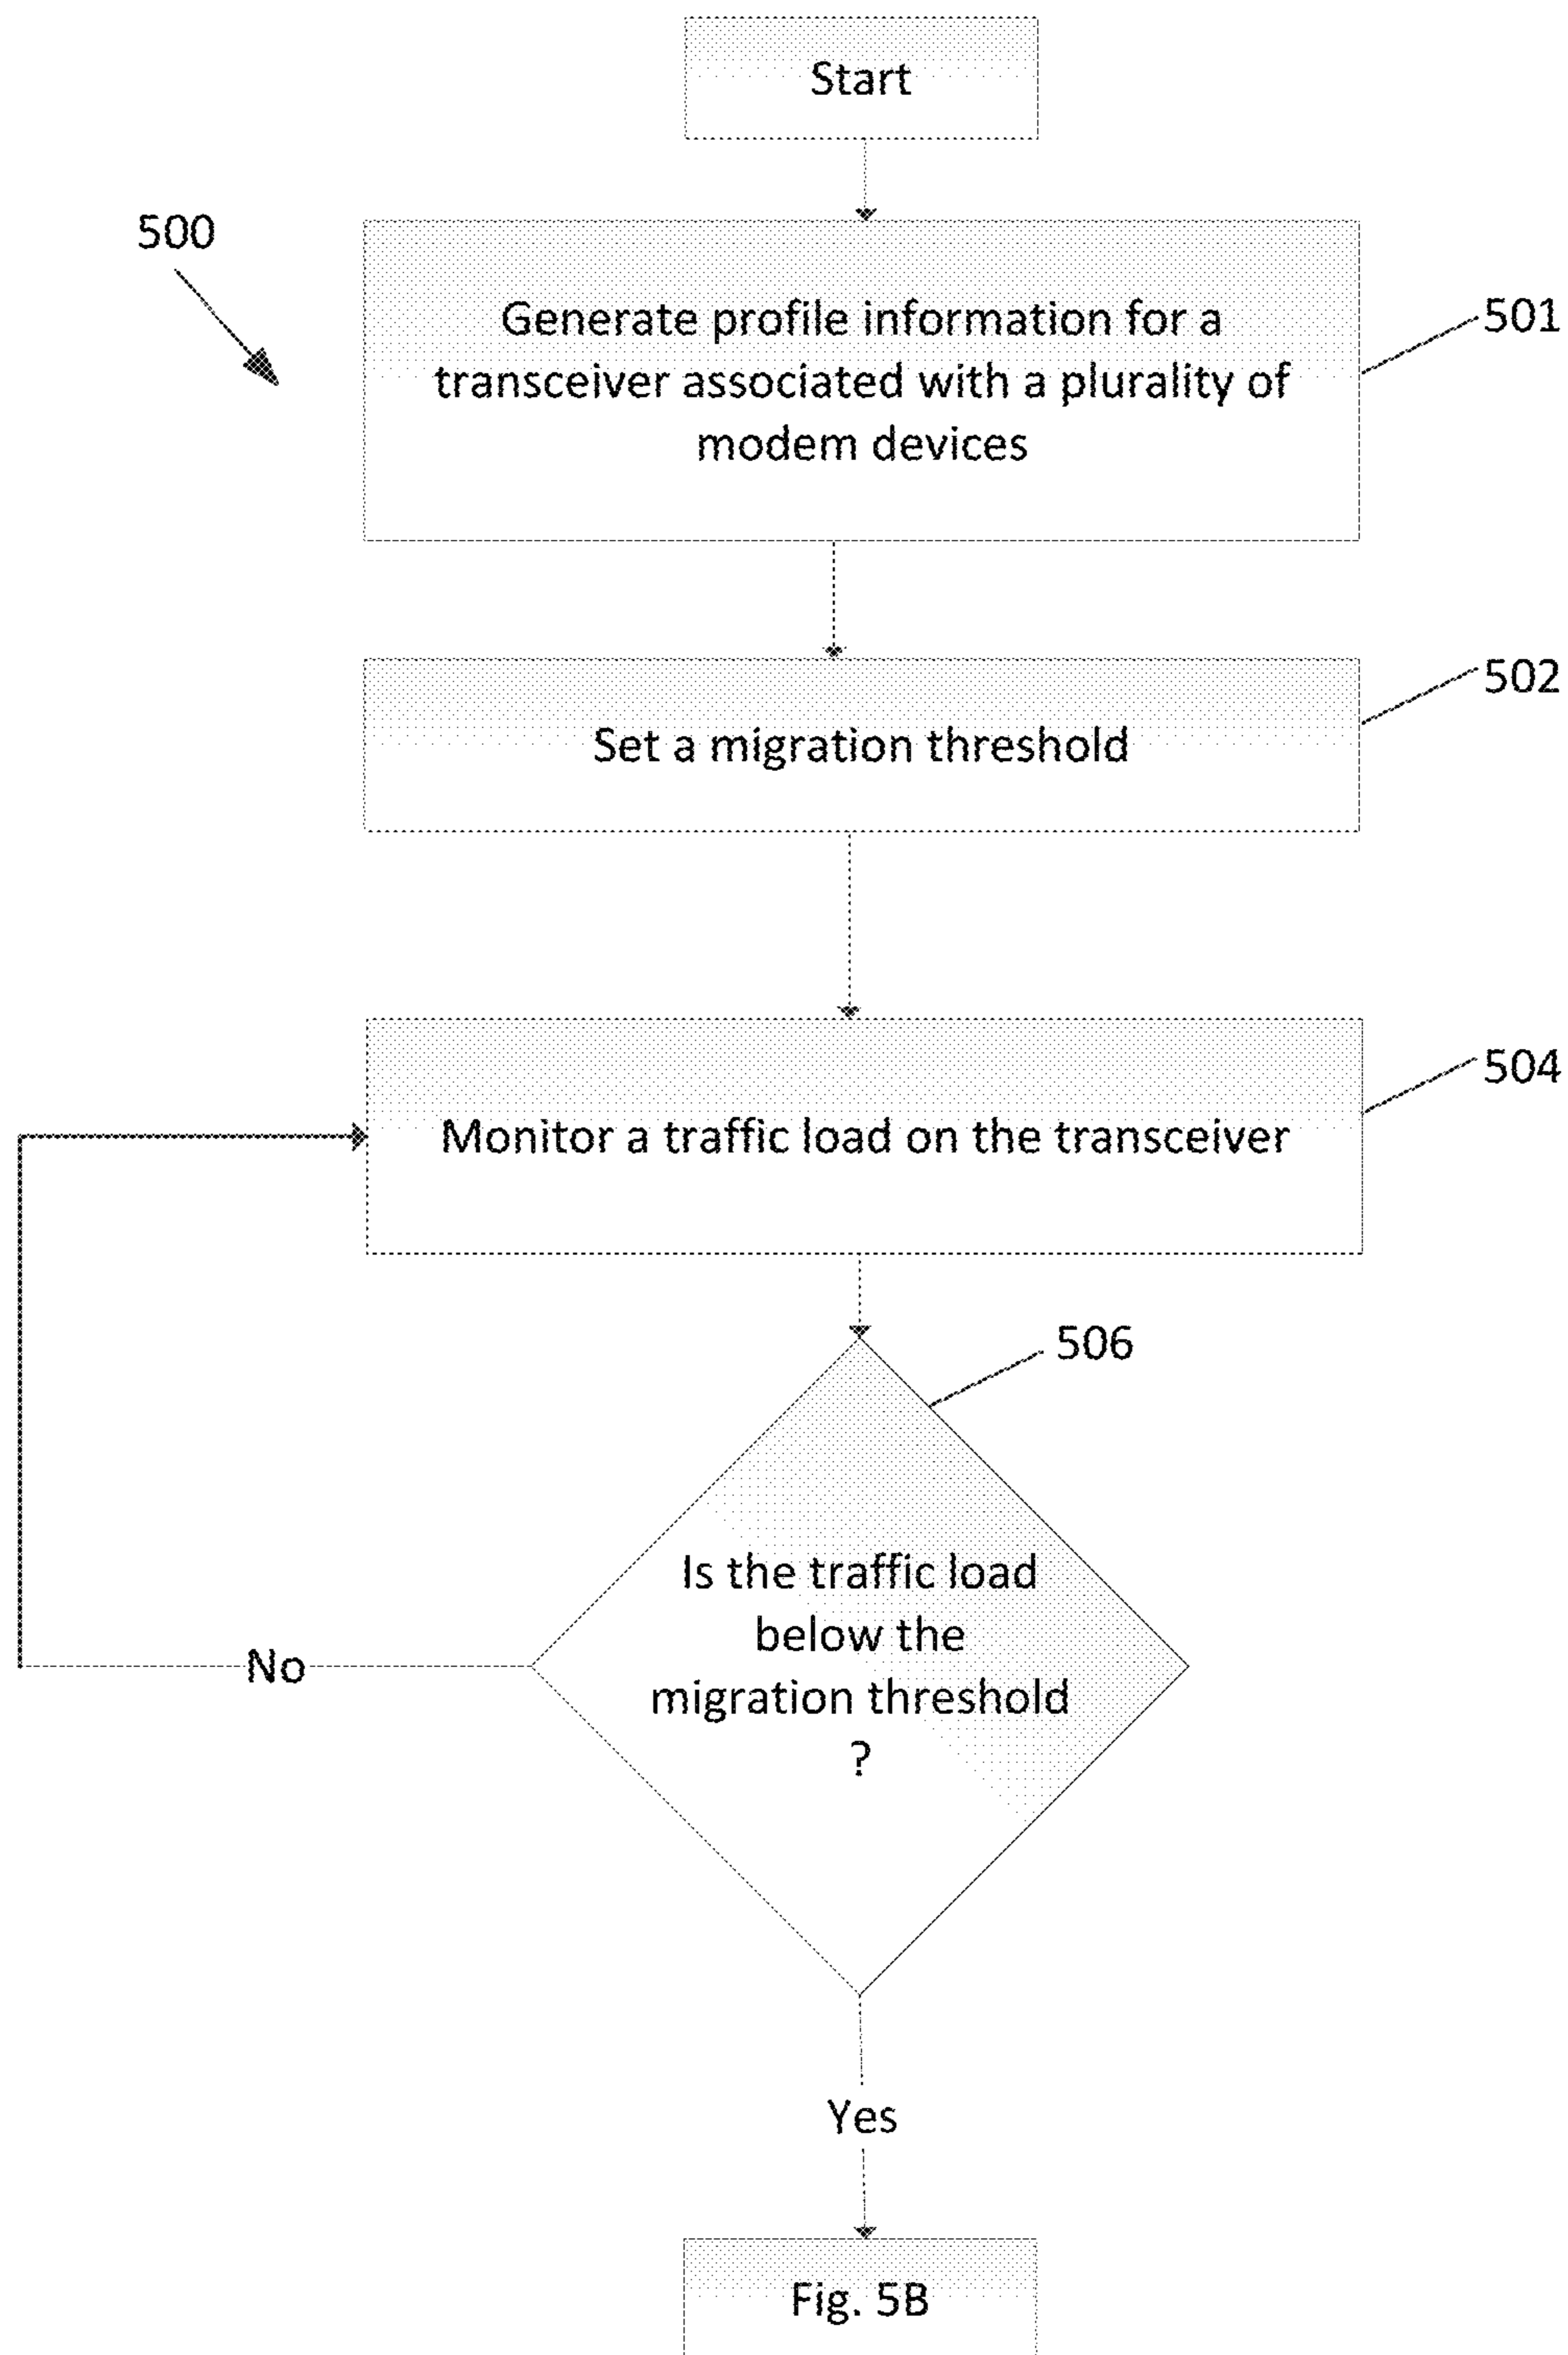 Start
500
Generate profile information for a
transceiver associated with a plurality of
modem devices
501
Set a migration threshold
502
Monitor a traffic load on the transceiver
504
506
Is the traffic load
below the
migration threshold
?
No
Yes
Fig. 5B